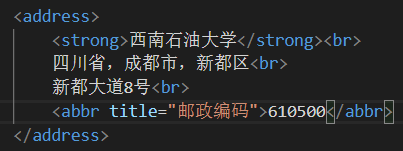 <address>
<strong>西南石油大学</strong><br>
四川省，成都市，新都区<br>
新都大道8号<br>
<abbr title="邮政编码">610500</abbr>
</address>